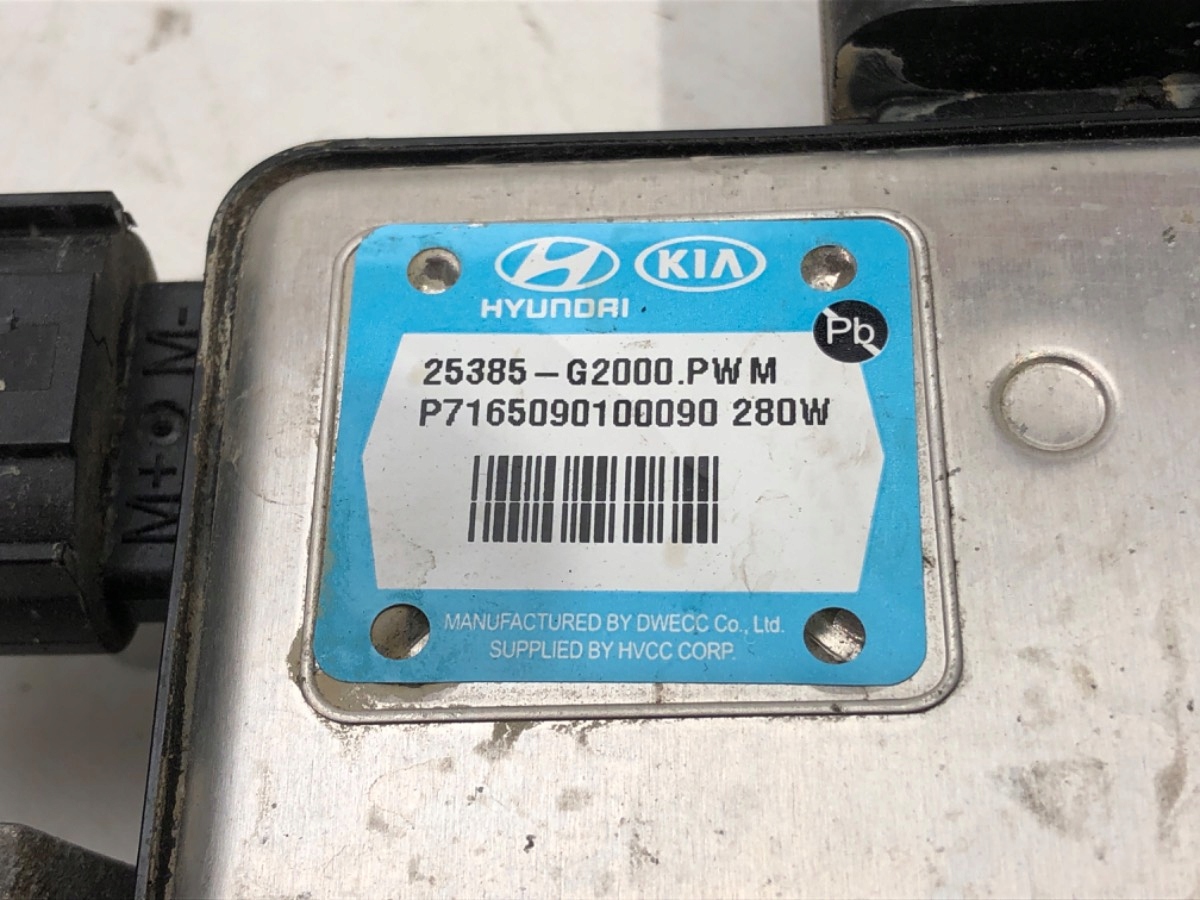 HYUNDAI KIA
Pb
25385-G2000.PWM
P7165090100090 280W
MANUFACTURED BY DWECC Co., Ltd.
SUPPLIED BY HVCC CORP.
M+ M-